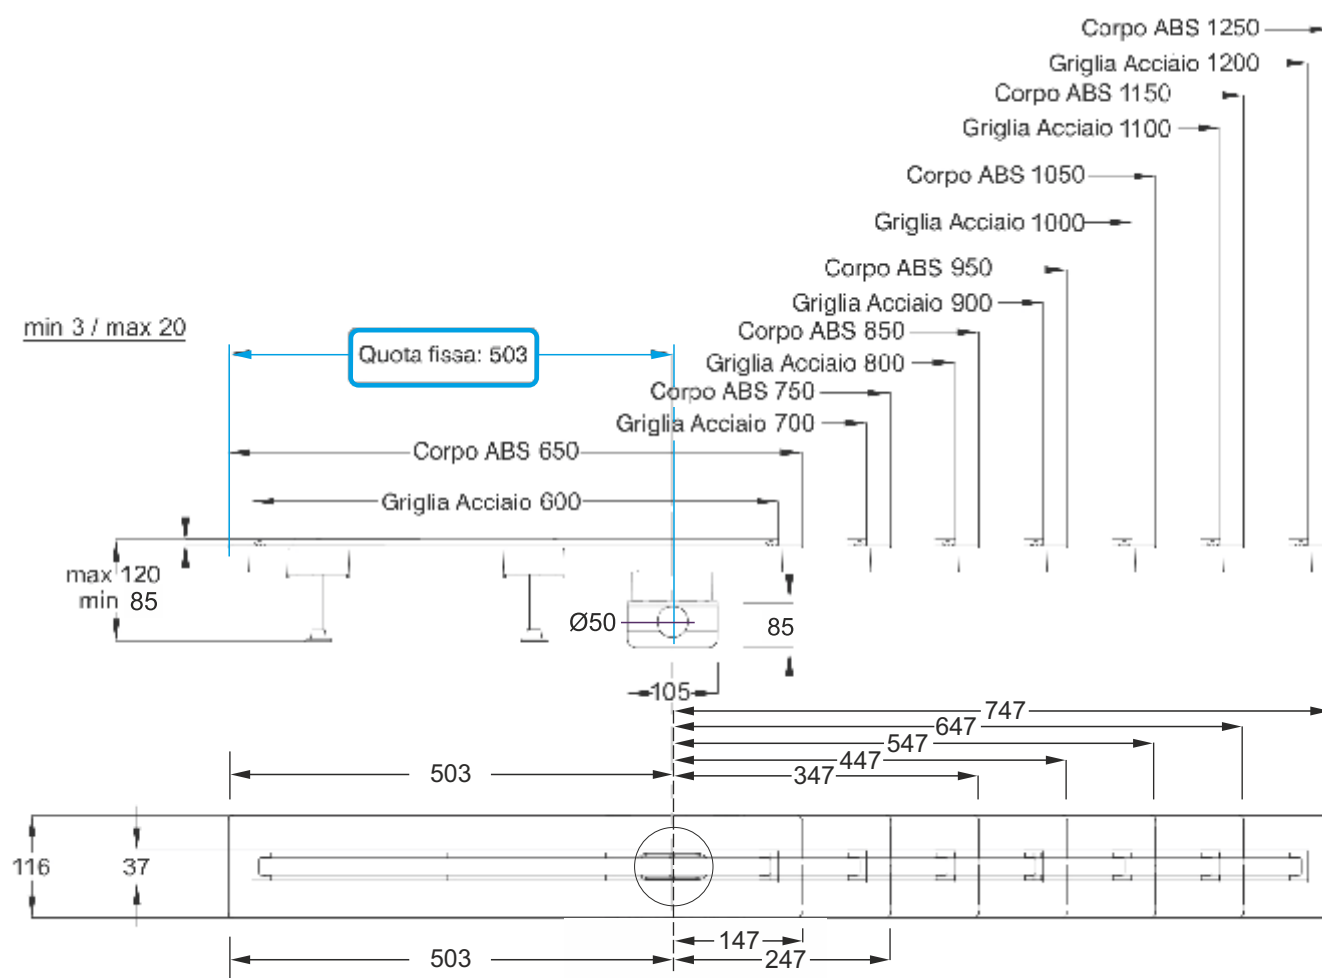 Corpo ABS 1250
Griglia Acciaio 1200
Corpo ABS 1150
Griglia Acciaio 1100
Corpo ABS 1050
Griglia Acciaio 1000
Corpo ABS 950
Griglia Acciaio 900
min 3 / max 20
Corpo ABS 850
Quota fissa: 503
Griglia Acciaio 800
Corpo ABS 750
Griglia Acciaio 700
Corpo ABS 650
Griglia Acciaio 600
max 120
min 85
Ø50
85
105
747
647
547
447
503
347
116
37
147
503
247